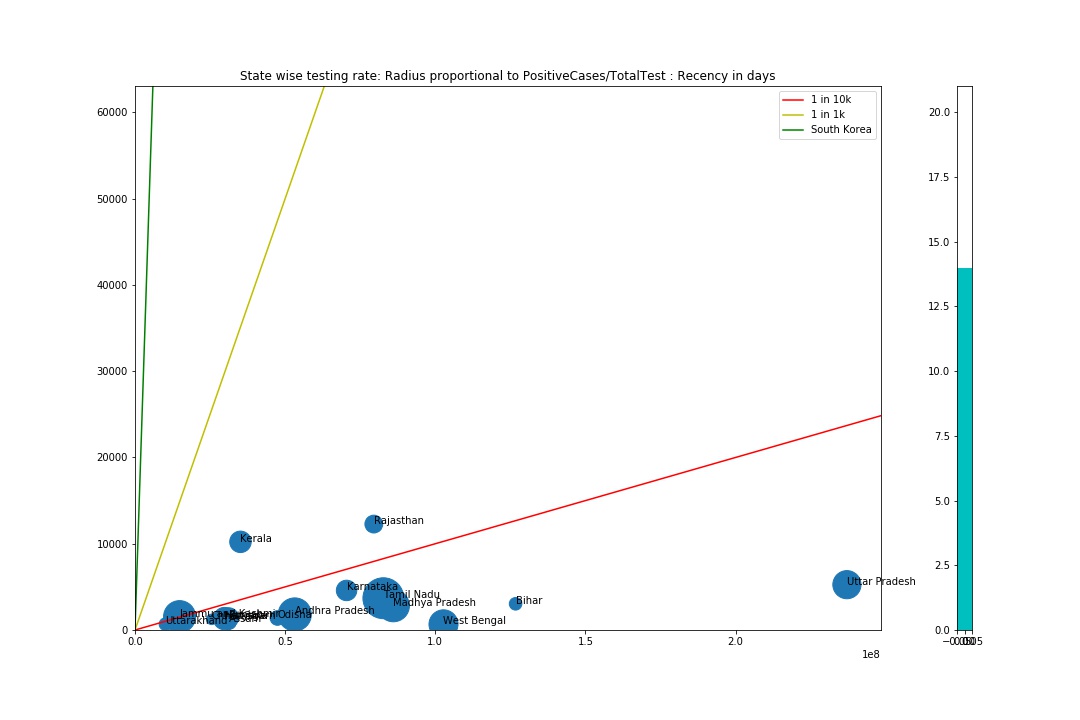 State wise testing rate: Radius proportional to PositiveCases/TotalTest : Recency in days
1 in 10k
1 in 1k
South Korea
60000
50000
40000
30000
20000
10000
0
Rajasthan
Kerala
Karnataka
Tamil Nadu
Madhya Pradesh
Bihar
Uttar Pradesh
West Bengal
Andhra Pradesh
Odisha
Kashmir
Uttarakhand
0.0
0.5
1.0
1.5
2.0
1e8
20.0
17.5
15.0
12.5
10.0
7.5
5.0
2.5
0.0